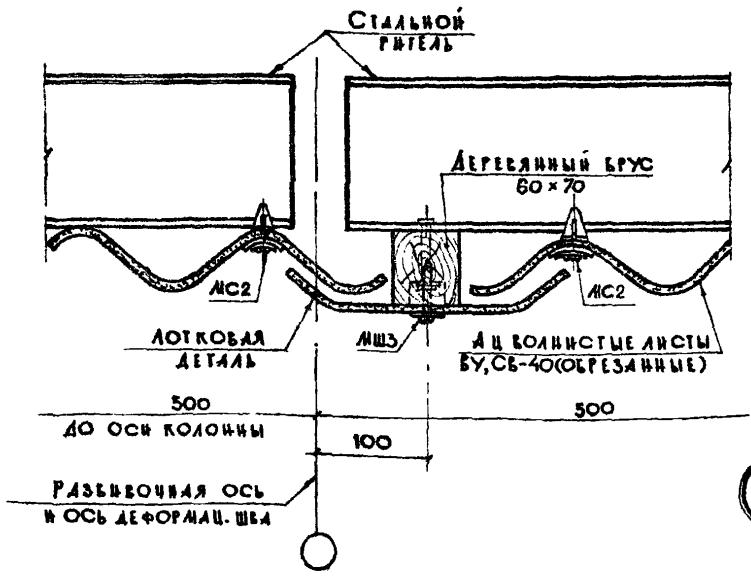 Стальной
ригель
Деревянный брус
60×70
МС2
МС2
Лотковая
деталь
МШ3
АЦ волнистые листы
ВУ,СВ-40(обрезанные)
500
до оси колонны
500
100
Разбивочная ось
и ось деформац. шва